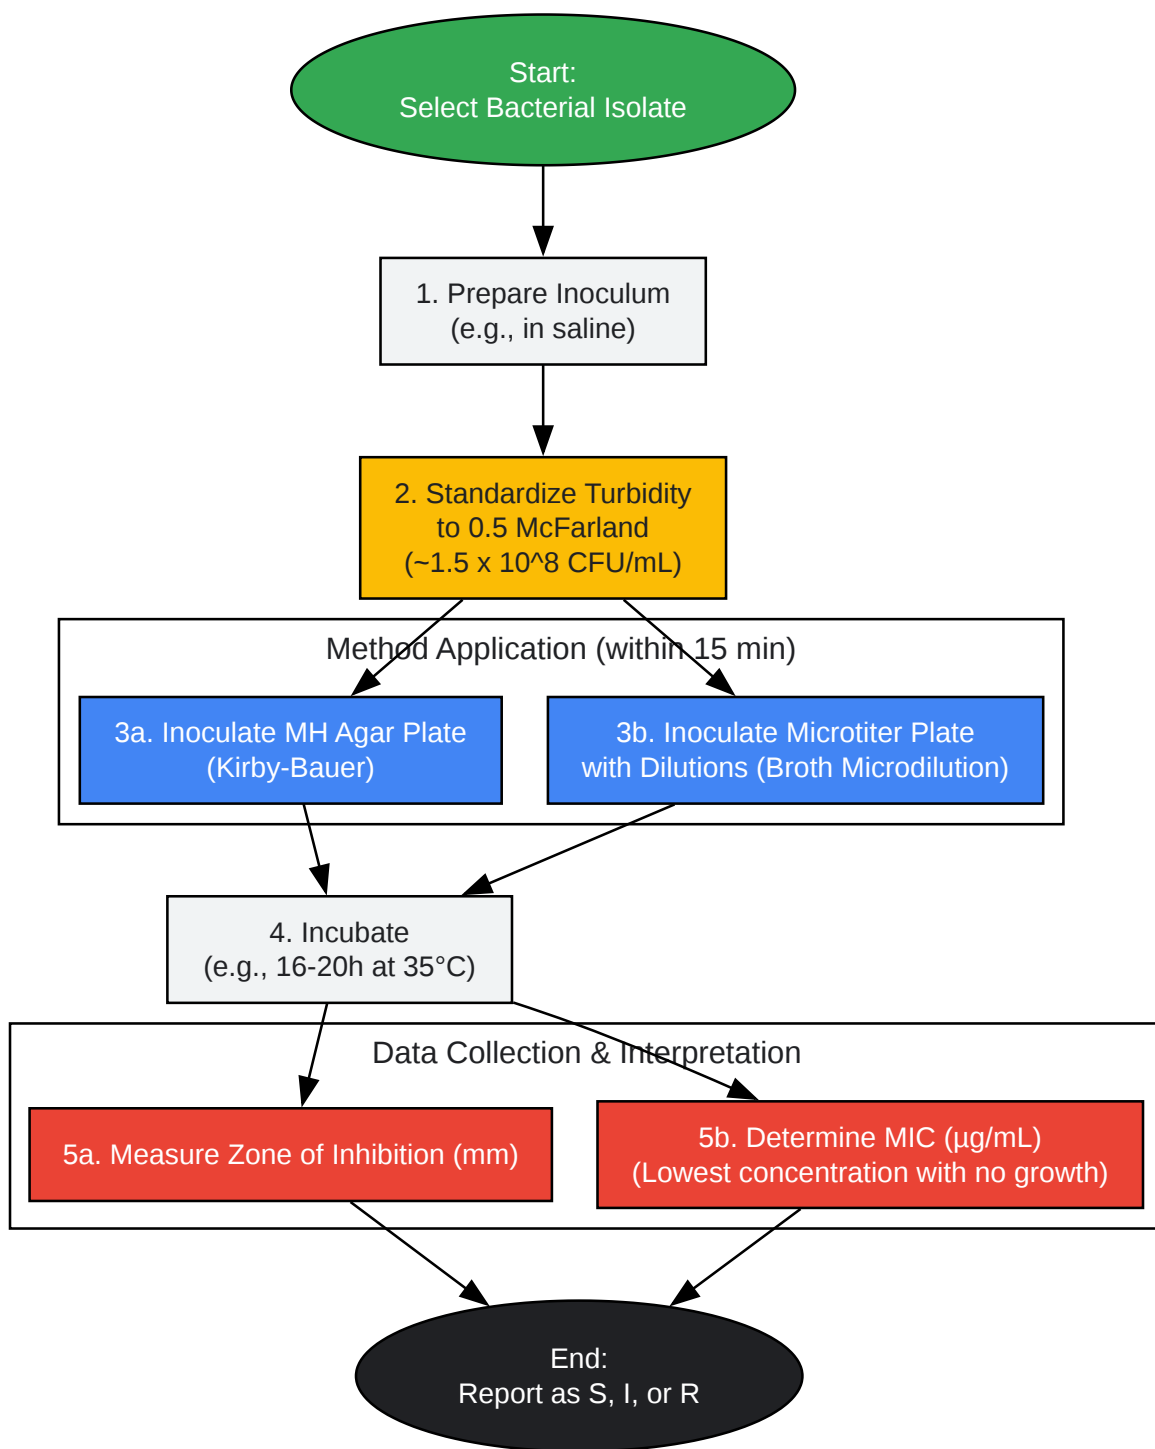 Start:
Select Bacterial Isolate
1. Prepare Inoculum
(e.g., in saline)
2. Standardize Turbidity
to 0.5 McFarland
(~1.5 x 10^8 CFU/mL)
Method Application (within 15 min)
3a. Inoculate MH Agar Plate
(Kirby-Bauer)
3b. Inoculate Microtiter Plate
with Dilutions (Broth Microdilution)
4. Incubate
(e.g., 16-20h at 35°C)
Data Collection & Interpretation
5a. Measure Zone of Inhibition (mm)
5b. Determine MIC (µg/mL)
(Lowest concentration with no growth)
End:
Report as S, I, or R